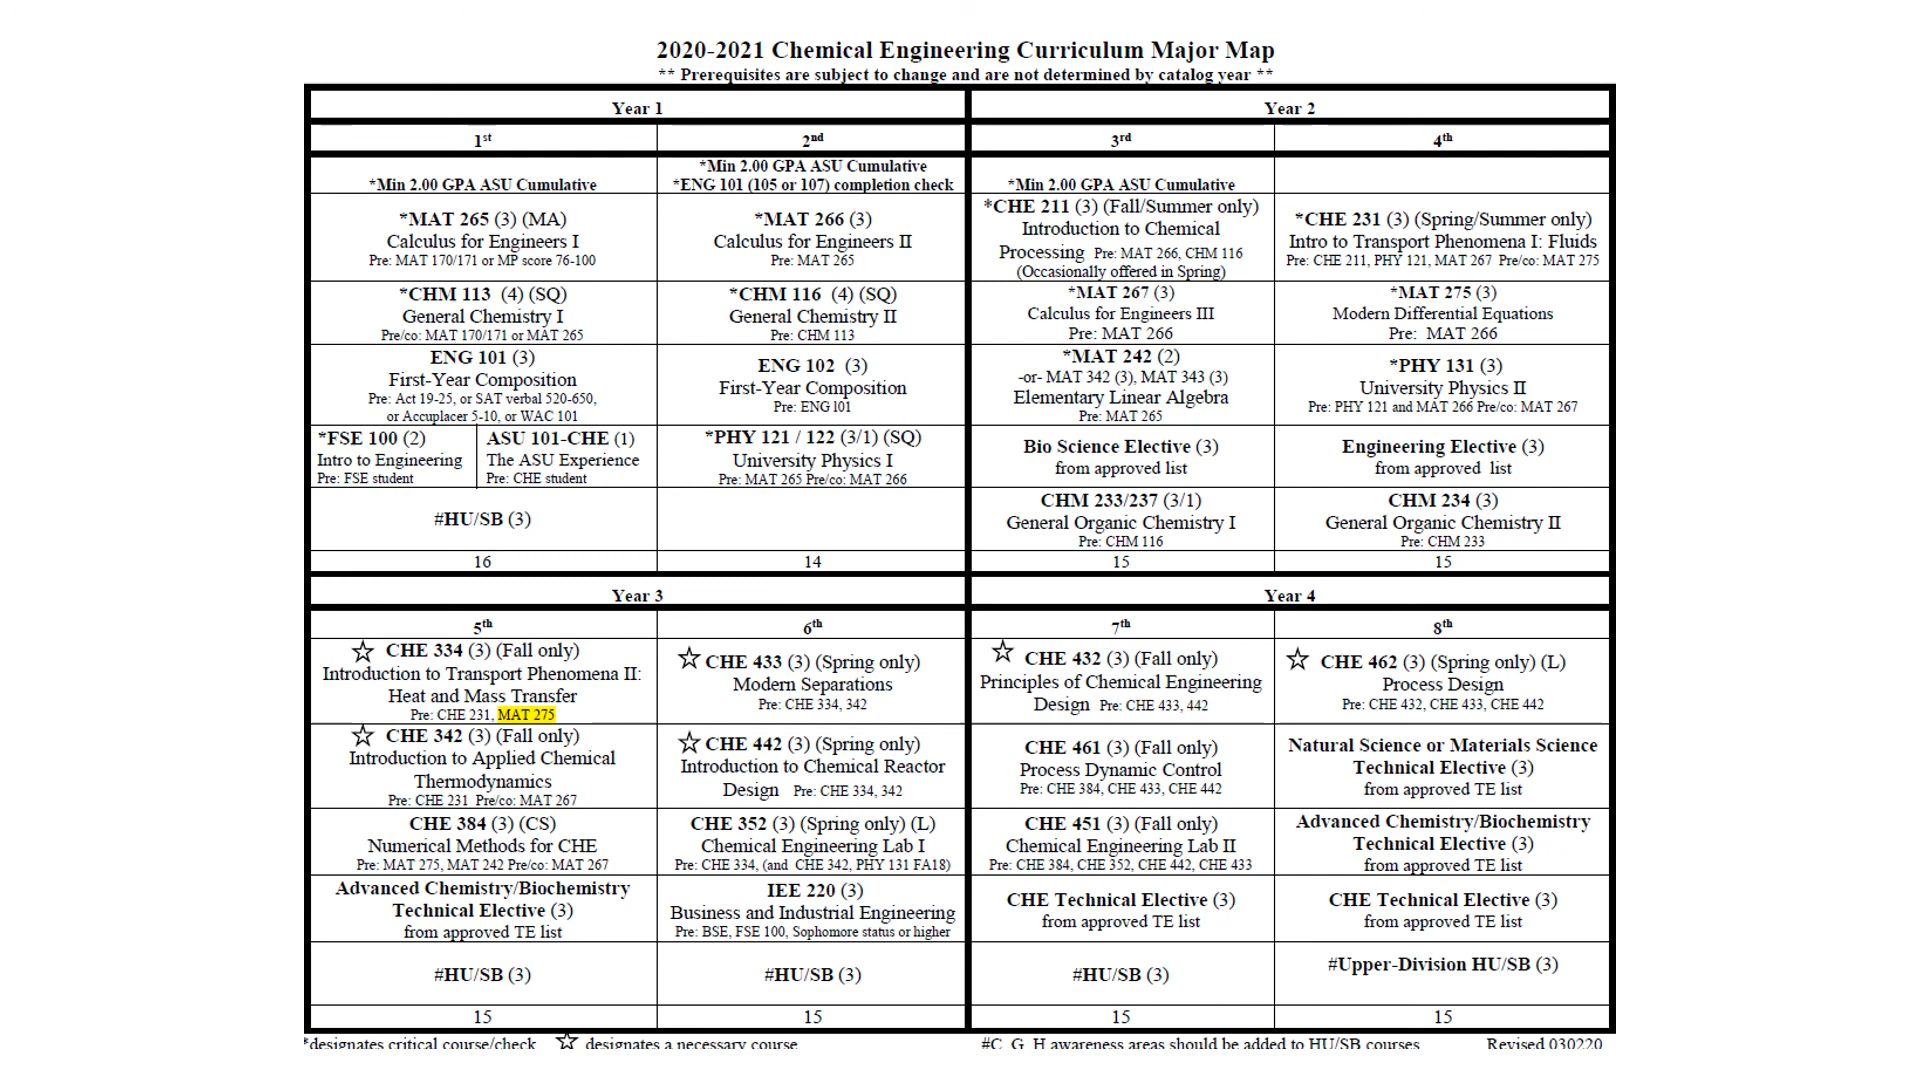 2020-2021 Chemical Engineering Curriculum Major Map
** Prerequisites are subject to change and are not determined by catalog year **
Year 1
Year 2
1st
2nd
3rd
4th
*Min 2.00 GPA ASU Cumulative
*Min 2.00 GPA ASU Cumulative
*ENG 101 (105 or 107) completion check
*Min 2.00 GPA ASU Cumulative
*MAT 265 (3) (MA)
Calculus for Engineers I
Pre: MAT 170/171 or MP score 76-100
*MAT 266 (3)
Calculus for Engineers II
Pre: MAT 265
*CHE 211 (3) (Fall/Summer only)
Introduction to Chemical
Processing Pre: MAT 266, CHM 116
(Occasionally offered in Spring)
*CHE 231 (3) (Spring/Summer only)
Intro to Transport Phenomena I: Fluids
Pre: CHE 211, PHY 121, MAT 267 Pre/co: MAT 275
*CHM 113 (4) (SQ)
General Chemistry I
Pre/co: MAT 170/171 or MAT 265
*CHM 116 (4) (SQ)
General Chemistry II
Pre: CHM 113
*MAT 267 (3)
Calculus for Engineers III
Pre: MAT 266
*MAT 275 (3)
Modern Differential Equations
Pre: MAT 266
ENG 101 (3)
First-Year Composition
Pre: Act 19-25, or SAT verbal 520-650,
or Accuplacer 5-10, or WAC 101
ENG 102 (3)
First-Year Composition
Pre: ENG101
*MAT 242 (2)
-or- MAT 342 (3), MAT 343 (3)
Elementary Linear Algebra
Pre: MAT 265
*PHY 131 (3)
University Physics II
Pre: PHY 121 and MAT 266 Pre/co: MAT 267
*FSE 100 (2)
Intro to Engineering
Pre: FSE student
ASU 101-CHE (1)
The ASU Experience
Pre: CHE student
*PHY 121 / 122 (3/1) (SQ)
University Physics I
Pre: MAT 265 Pre/co: MAT 266
Bio Science Elective (3)
from approved list
Engineering Elective (3)
from approved list
#HU/SB (3)
CHM 233/237 (3/1)
General Organic Chemistry I
Pre: CHM 116
CHM 234 (3)
General Organic Chemistry II
Pre: CHM 233
16
14
15
15
Year 3
Year 4
5th
6th
7th
8th
CHE 334 (3) (Fall only)
Introduction to Transport Phenomena II:
Heat and Mass Transfer
Pre: CHE 231, MAT 275
CHE 433 (3) (Spring only)
Modern Separations
Pre: CHE 334, 342
CHE 432 (3) (Fall only)
Principles of Chemical Engineering
Design Pre: CHE 433, 442
CHE 462 (3) (Spring only) (L)
Process Design
Pre: CHE 432, CHE 433, CHE 442
CHE 342 (3) (Fall only)
Introduction to Applied Chemical
Thermodynamics
Pre: CHE 231 Pre/co: MAT 267
CHE 442 (3) (Spring only)
Introduction to Chemical Reactor
Design Pre: CHE 334, 342
CHE 461 (3) (Fall only)
Process Dynamic Control
Pre: CHE 384, CHE 433, CHE 442
Natural Science or Materials Science
Technical Elective (3)
from approved TE list
CHE 384 (3) (CS)
Numerical Methods for CHE
Pre: MAT 275, MAT 242 Pre/co: MAT 267
CHE 352 (3) (Spring only) (L)
Chemical Engineering Lab I
Pre: CHE 334, (and CHE 342, PHY 131 FA18)
CHE 451 (3) (Fall only)
Chemical Engineering Lab II
Pre: CHE 384, CHE 352, CHE 442, CHE 433
Advanced Chemistry/Biochemistry
Technical Elective (3)
from approved TE list
Advanced Chemistry/Biochemistry
Technical Elective (3)
from approved TE list
IEE 220 (3)
Business and Industrial Engineering
Pre: BSE, FSE 100, Sophomore status or higher
CHE Technical Elective (3)
from approved TE list
CHE Technical Elective (3)
from approved TE list
#HU/SB (3)
#HU/SB (3)
#HU/SB (3)
#Upper-Division HU/SB (3)
15
15
15
15
*designates critical course/check ☆ designates a necessary course
#C, G, H awareness areas should be added to HU/SB courses
Revised 030220